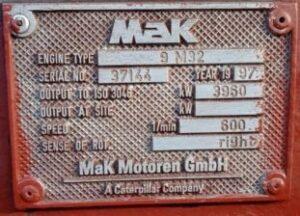 MaK
ENGINE TYPE 9 M32
SERIAL NO. 37144 YEAR 19 97
OUTPUT TO ISO 3046 KW 3960
OUTPUT AT SITE KW
SPEED 1/min 600
SENSE OF ROT. right
MaK Motoren GmbH
A Caterpillar Company